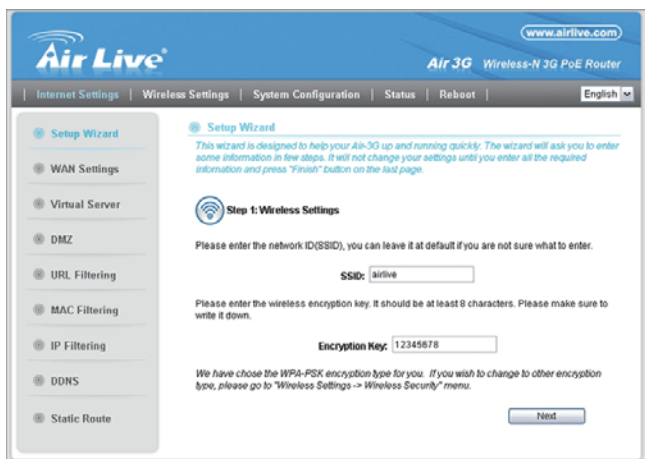 www.airlive.com
Air Live®
Air 3G Wireless-N 3G PoE Router
| Internet Settings | Wireless Settings | System Configuration | Status | Reboot | English
Setup Wizard
WAN Settings
Virtual Server
DMZ
URL Filtering
MAC Filtering
IP Filtering
DDNS
Static Route
Setup Wizard
This wizard is designed to help your Air-3G up and running quickly. The wizard will ask you to enter
some information in few steps. It will not change your settings until you enter all the required
information and press "Finish" button on the last page.
Step 1: Wireless Settings
Please enter the network ID(SSID), you can leave it at default if you are not sure what to enter.
SSID: airlive
Please enter the wireless encryption key. It should be at least 8 characters. Please make sure to
write it down.
Encryption Key: 12345678
We have chose the WPA-PSK encryption type for you. If you wish to change to other encryption
type, please go to "Wireless Settings -> Wireless Security" menu.
Next